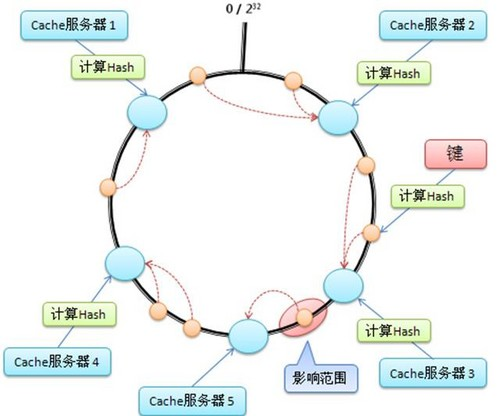 0 / 2³²
Cache服务器 1
Cache服务器 2
计算Hash
计算Hash
键
计算Hash
计算Hash
计算Hash
Cache服务器 4
影响范围
Cache服务器 3
Cache服务器 5